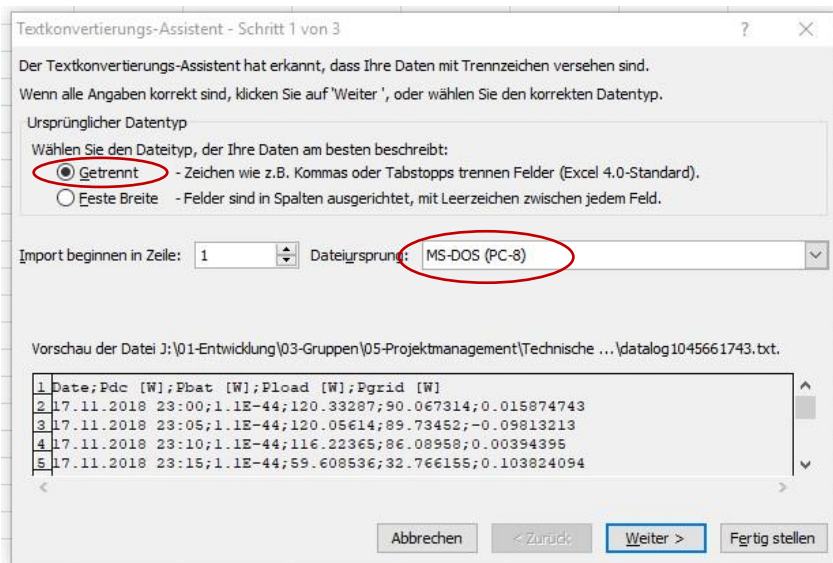 Textkonvertierungs-Assistent - Schritt 1 von 3
Der Textkonvertierungs-Assistent hat erkannt, dass Ihre Daten mit Trennzeichen versehen sind.
Wenn alle Angaben korrekt sind, klicken Sie auf 'Weiter ', oder wählen Sie den korrekten Datentyp.
Ursprünglicher Datentyp
Wählen Sie den Dateityp, der Ihre Daten am besten beschreibt:
Getrennt - Zeichen wie z.B. Kommas oder Tabstopps trennen Felder (Excel 4.0-Standard).
Feste Breite - Felder sind in Spalten ausgerichtet, mit Leerzeichen zwischen jedem Feld.
Import beginnen in Zeile: 1 Dateiursprung: MS-DOS (PC-8)
Vorschau der Datei J:\01-Entwicklung\03-Gruppen\05-Projektmanagement\Technische ...\datalog1045661743.txt.
1 Date;Pdc [W];Pbat [W];Pload [W];Pgrid [W]
2 17.11.2018 23:00;1.1E-44;120.33287;90.067314;0.015874743
3 17.11.2018 23:05;1.1E-44;120.05614;89.73452;-0.09813213
4 17.11.2018 23:10;1.1E-44;116.22365;86.08958;0.00394395
5 17.11.2018 23:15;1.1E-44;59.608536;32.766155;0.103824094
Abbrechen < Zurück Weiter > Fertig stellen